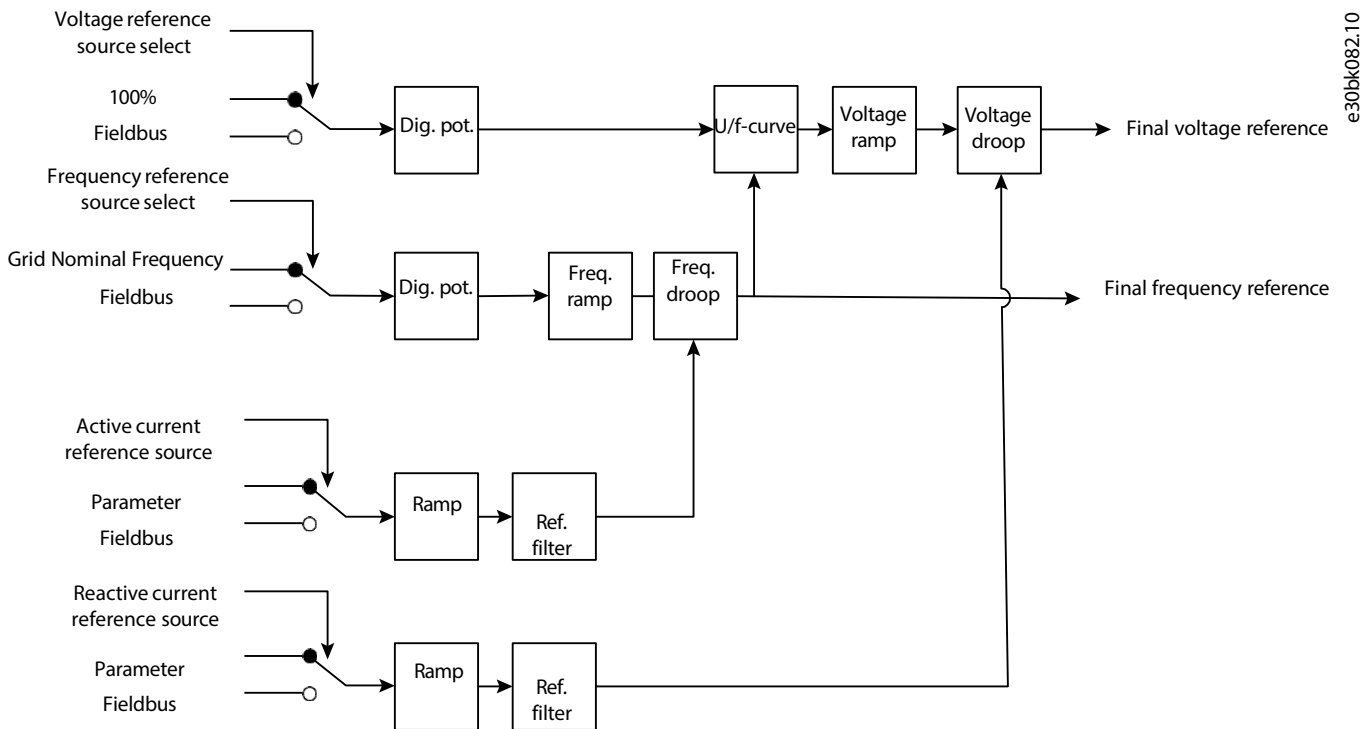 Voltage reference
source select
100%
Fieldbus
Dig. pot.
U/f-curve
Voltage
ramp
Voltage
droop
Final voltage reference
e30bk082.10
Frequency reference
source select
Grid Nominal Frequency
Fieldbus
Dig. pot.
Freq.
ramp
Freq.
droop
Final frequency reference
Active current
reference source
Parameter
Fieldbus
Ramp
Ref.
filter
Reactive current
reference source
Parameter
Fieldbus
Ramp
Ref.
filter